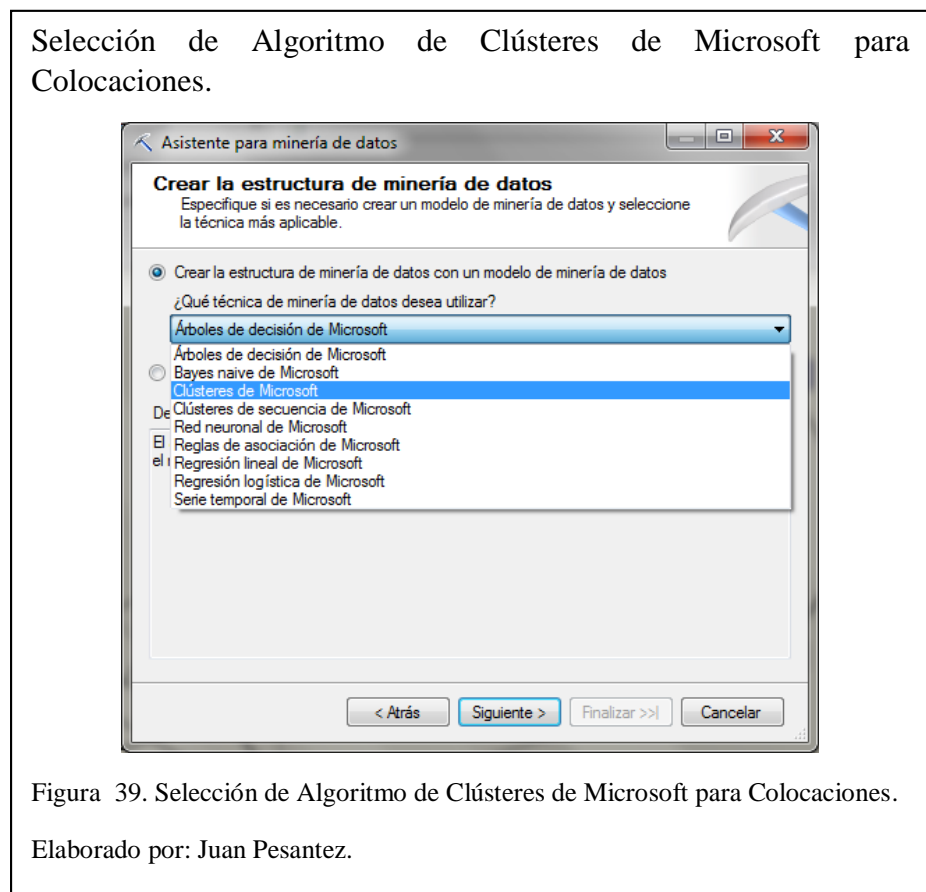 Selección de Algoritmo de Clústeres de Microsoft para
Colocaciones.
Asistente para minería de datos
Crear la estructura de minería de datos
Especifique si es necesario crear un modelo de minería de datos y seleccione
la técnica más aplicable.
Crear la estructura de minería de datos con un modelo de minería de datos
¿Qué técnica de minería de datos desea utilizar?
Árboles de decisión de Microsoft
Árboles de decisión de Microsoft
Bayes naive de Microsoft
Clústeres de Microsoft
De
Clústeres de secuencia de Microsoft
Red neuronal de Microsoft
El
Reglas de asociación de Microsoft
el
Regresión lineal de Microsoft
Regresión logística de Microsoft
Serie temporal de Microsoft
< Atrás
Siguiente >
Finalizar >>|
Cancelar
Figura 39. Selección de Algoritmo de Clústeres de Microsoft para Colocaciones.
Elaborado por: Juan Pesantez.